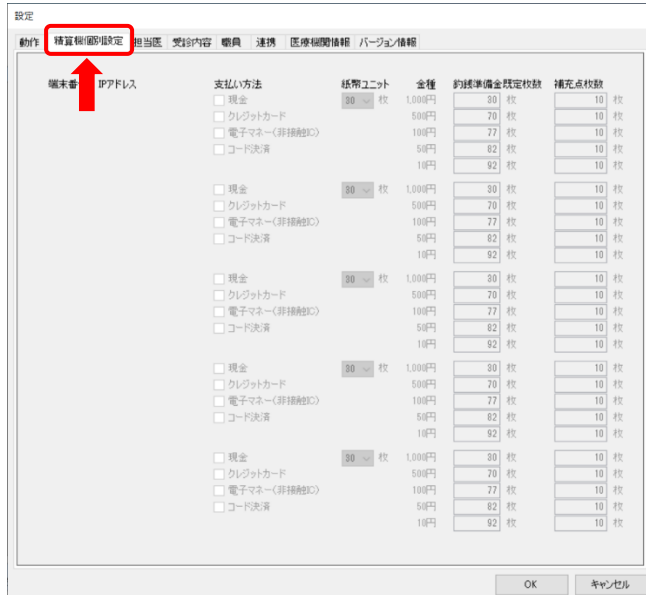 設定
動作 精算機個別設定 担当医 受診内容 職員 連携 医療機関情報 バージョン情報
端末番 IPアドレス 支払い方法 紙幣ユニット 金種 釣銭準備金既定枚数 補充点枚数
現金 30 枚 1,000円 30 枚 10 枚
クレジットカード 500円 70 枚 10 枚
電子マネー(非接触IC) 100円 77 枚 10 枚
コード決済 50円 82 枚 10 枚
10円 92 枚 10 枚
現金 30 枚 1,000円 30 枚 10 枚
クレジットカード 500円 70 枚 10 枚
電子マネー(非接触IC) 100円 77 枚 10 枚
コード決済 50円 82 枚 10 枚
10円 92 枚 10 枚
現金 30 枚 1,000円 30 枚 10 枚
クレジットカード 500円 70 枚 10 枚
電子マネー(非接触IC) 100円 77 枚 10 枚
コード決済 50円 82 枚 10 枚
10円 92 枚 10 枚
現金 30 枚 1,000円 30 枚 10 枚
クレジットカード 500円 70 枚 10 枚
電子マネー(非接触IC) 100円 77 枚 10 枚
コード決済 50円 82 枚 10 枚
10円 92 枚 10 枚
現金 30 枚 1,000円 30 枚 10 枚
クレジットカード 500円 70 枚 10 枚
電子マネー(非接触IC) 100円 77 枚 10 枚
コード決済 50円 82 枚 10 枚
10円 92 枚 10 枚
OK キャンセル